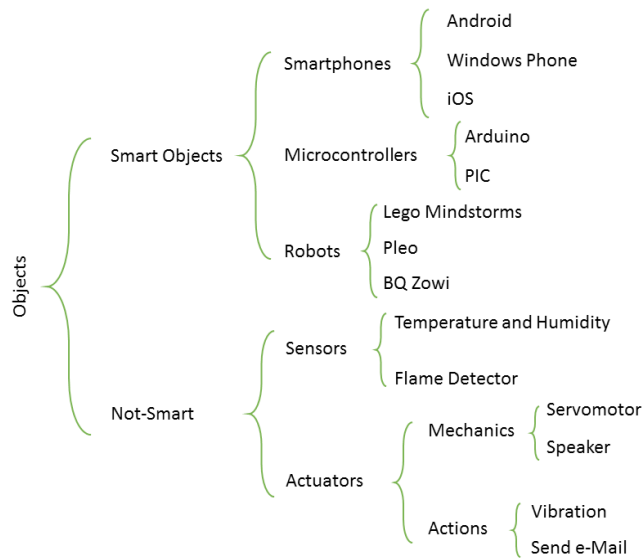 Objects
Smart Objects
Smartphones
Android
Windows Phone
iOS
Microcontrollers
Arduino
PIC
Robots
Lego Mindstorms
Pleo
BQ Zowi
Not-Smart
Sensors
Temperature and Humidity
Flame Detector
Actuators
Mechanics
Servomotor
Speaker
Actions
Vibration
Send e-Mail